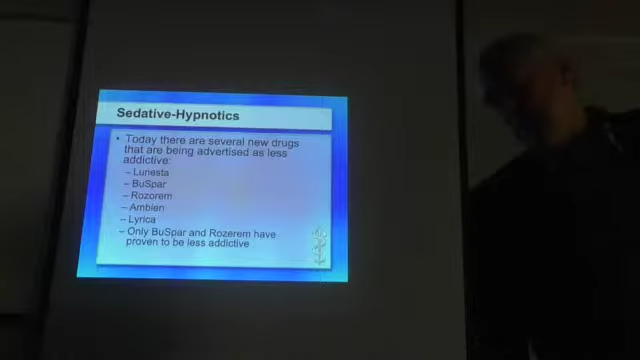 Sedative-Hypnotics
• Today there are several new drugs
that are being advertised as less
addictive:
– Lunesta
– BuSpar
– Rozorem
– Ambien
– Lyrica
– Only BuSpar and Rozerem have
proven to be less addictive